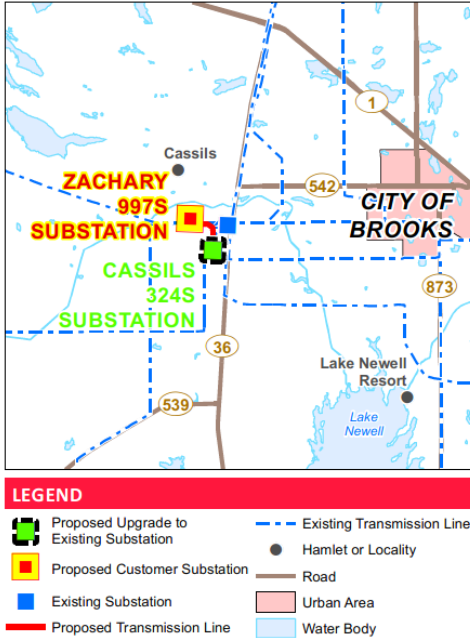 1
Cassils
542
ZACHARY
997S
SUBSTATION
CITY OF
BROOKS
CASSILS
324S
SUBSTATION
873
36
Lake Newell
Resort
539
Lake
Newell
LEGEND
Proposed Upgrade to
Existing Substation
Proposed Customer Substation
Existing Substation
Proposed Transmission Line
Existing Transmission Line
Hamlet or Locality
Road
Urban Area
Water Body